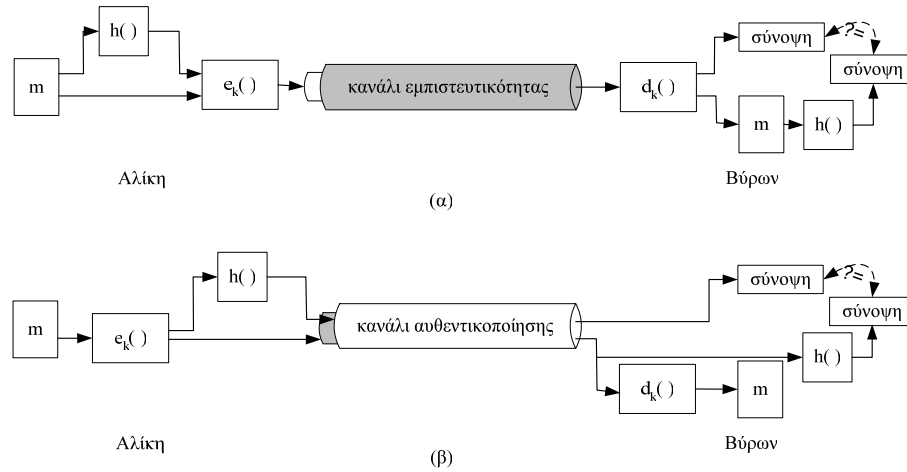 h( )
m
e_k( )
κανάλι εμπιστευτικότητας
d_k( )
σύνοψη
?=
σύνοψη
m
h( )
Αλίκη
Βύρων
(α)
m
e_k( )
h( )
κανάλι αυθεντικοποίησης
σύνοψη
?=
σύνοψη
h( )
d_k( )
m
Αλίκη
Βύρων
(β)